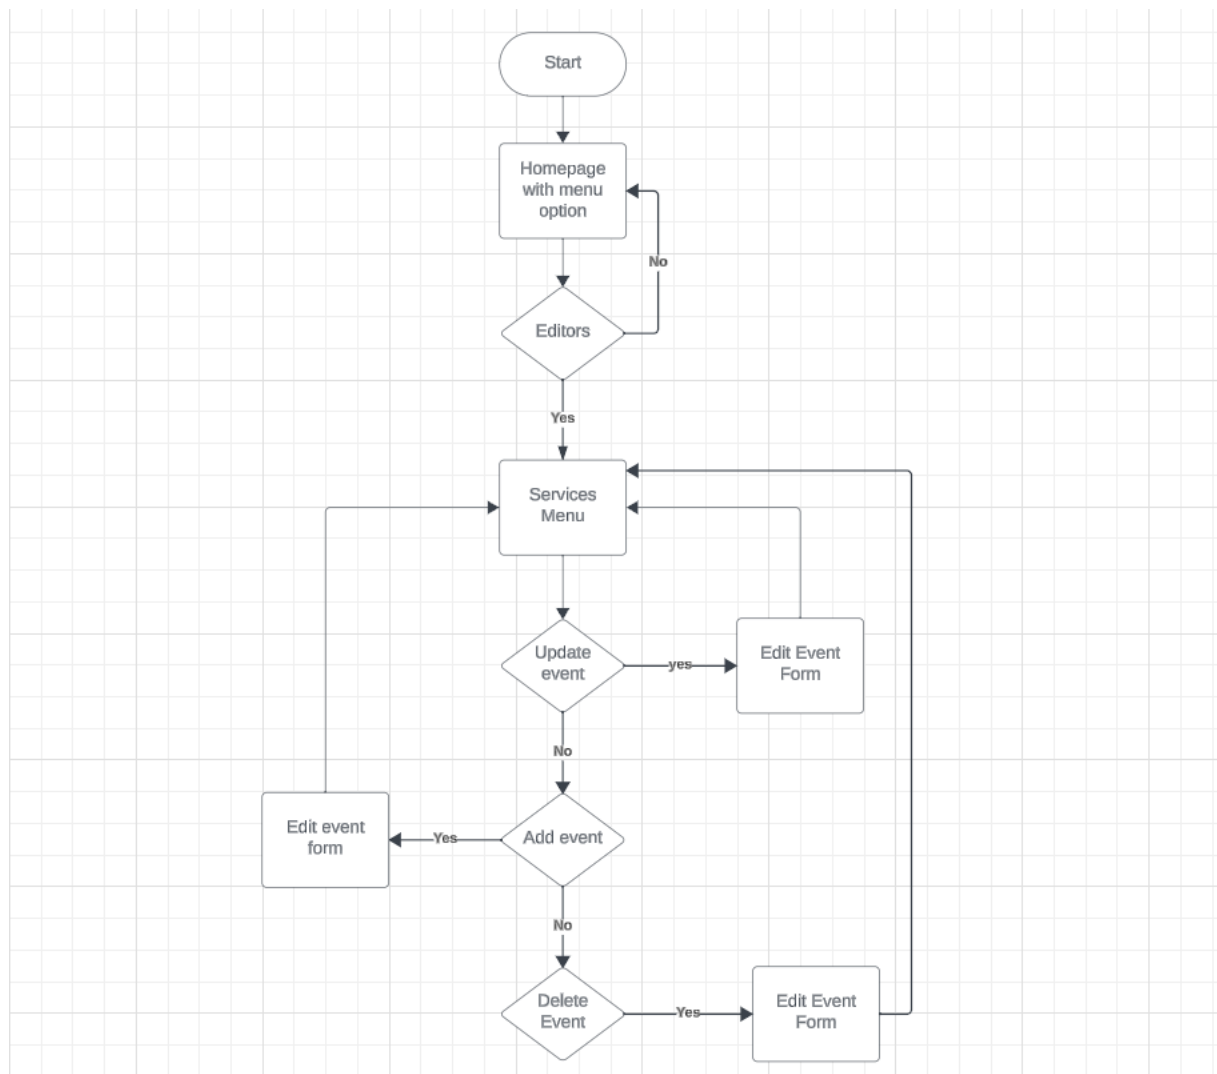 Start
Homepage
with menu
option
No
Editors
Yes
Services
Menu
Update
event
yes
Edit Event
Form
No
Edit event
form
Yes
Add event
No
Delete
Event
Yes
Edit Event
Form